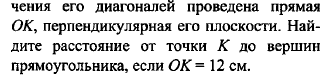 чения его диагоналей проведена прямая
OK, перпендикулярная его плоскости. Най-
дите расстояние от точки K до вершин
прямоугольника, если OK = 12 см.